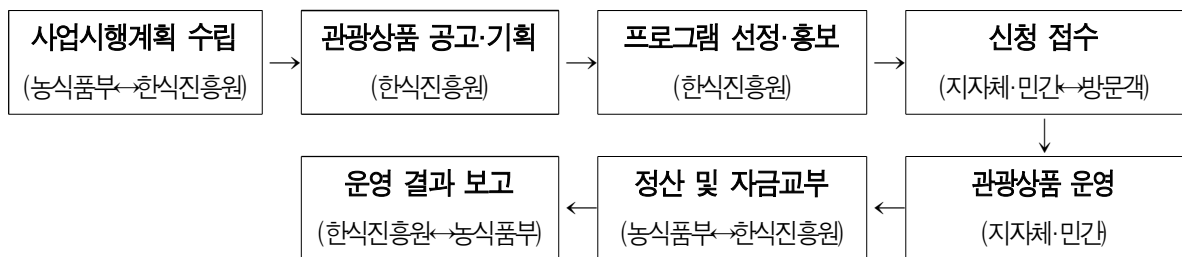 사업시행계획 수립
(농식품부↔한식진흥원)
→
관광상품 공고·기획
(한식진흥원)
→
프로그램 선정·홍보
(한식진흥원)
→
신청 접수
(지자체·민간↔방문객)
↓
관광상품 운영
(지자체·민간)
←
정산 및 자금교부
(농식품부↔한식진흥원)
←
운영 결과 보고
(한식진흥원↔농식품부)